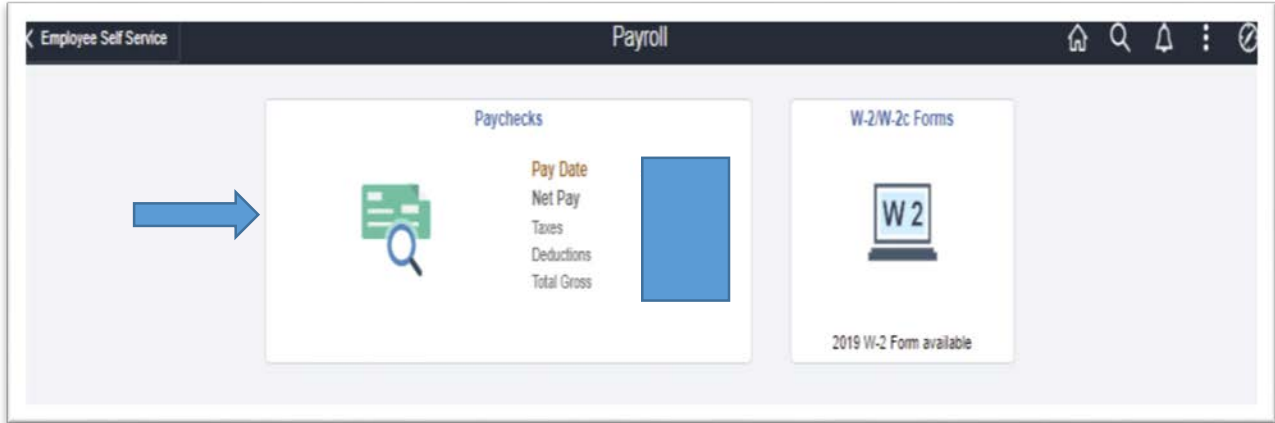 Employee Self Service
Payroll
Paychecks
Pay Date
Net Pay
Taxes
Deductions
Total Gross
W-2/W-2c Forms
W 2
2019 W-2 Form available